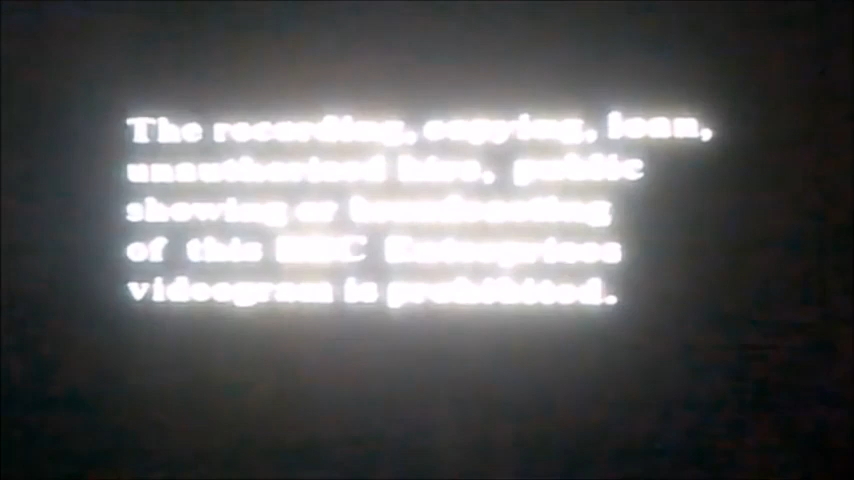 The recording, copying, loan,
unauthorised hire, public
showing or broadcasting
of this BBC Enterprises
videogram is prohibited.